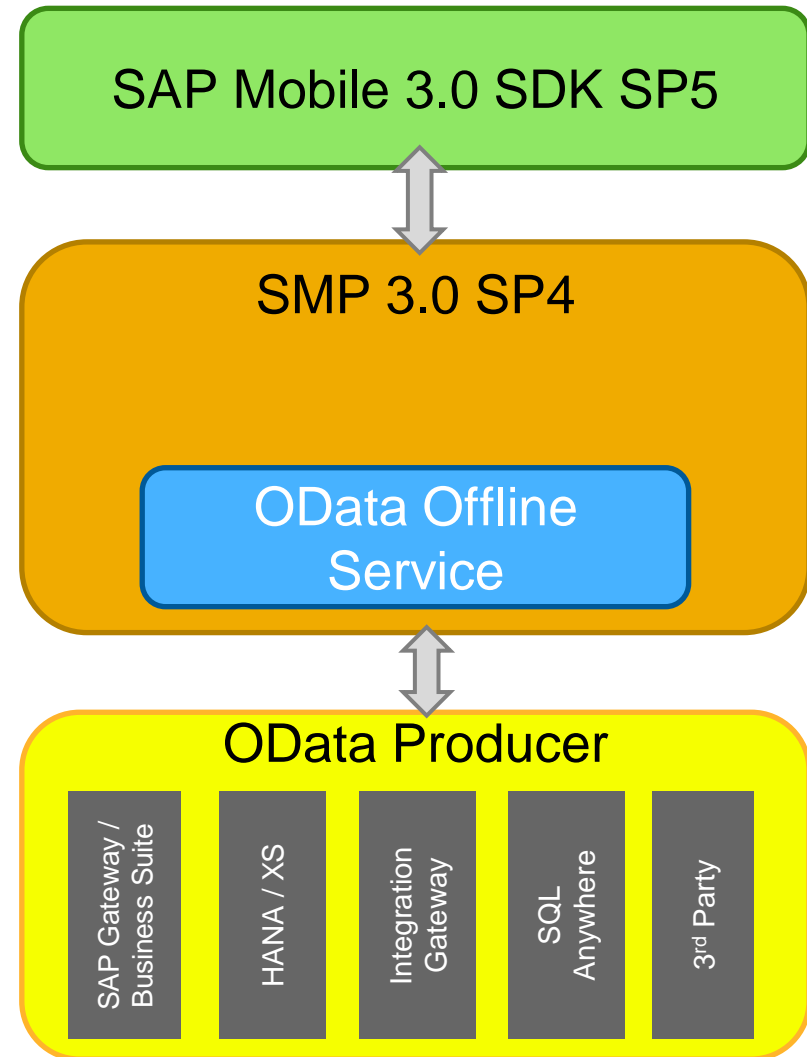 SAP Mobile 3.0 SDK SP5
SMP 3.0 SP4
OData Offline
Service
OData Producer
SAP Gateway /
Business Suite
HANA / XS
Integration
Gateway
SQL
Anywhere
3rd Party